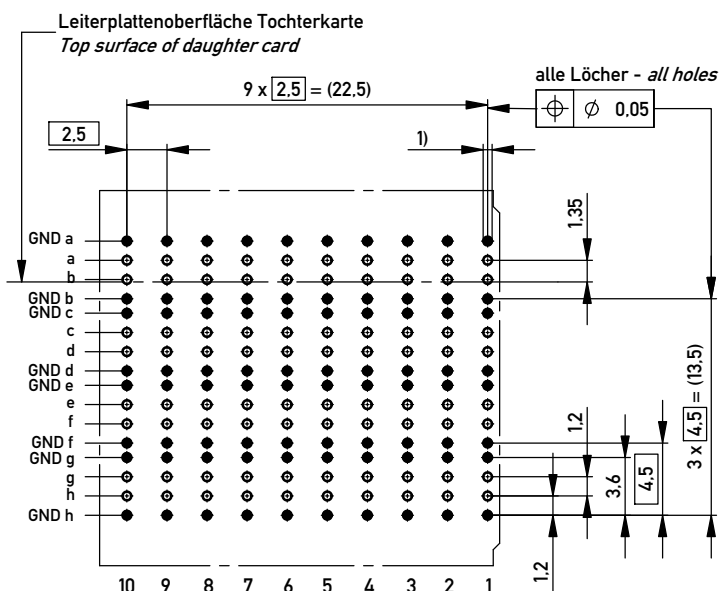 Leiterplattenoberfläche Tochterkarte
Top surface of daughter card
alle Löcher - all holes
9 x 2,5 = (22,5)
⌖ ø 0,05
2,5
1)
1,35
GND a
a
b
GND b
GND c
c
d
GND d
GND e
e
f
GND f
GND g
g
h
GND h
1,2
3,6
4,5
3 x 4,5 = (13,5)
1,2
10 9 8 7 6 5 4 3 2 1